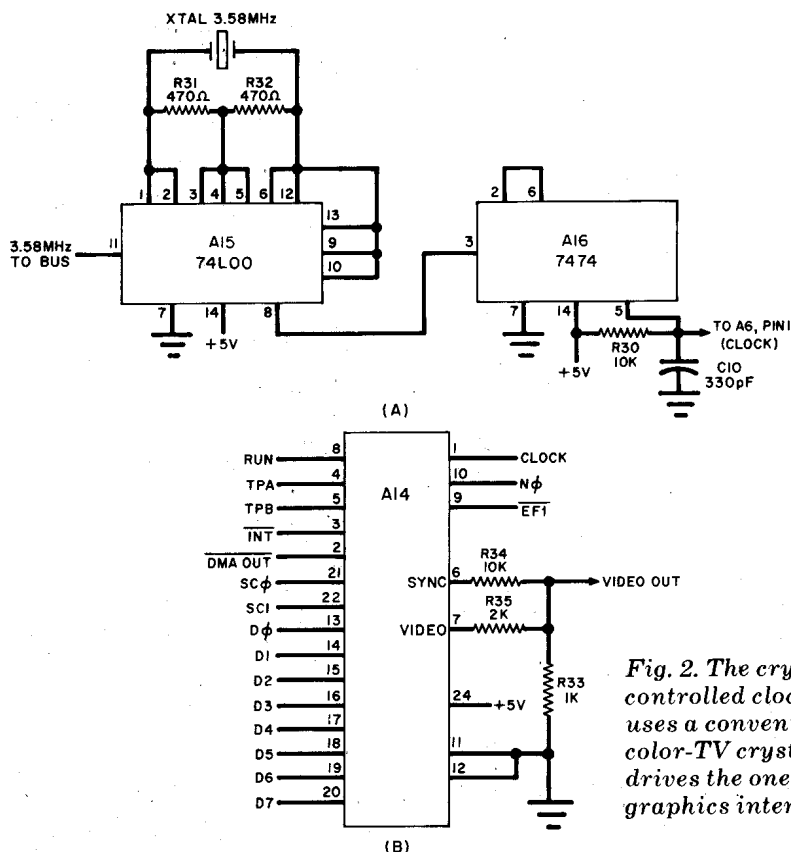 XTAL 3.58MHz
R31
470Ω
R32
470Ω
1 2 3 4 5 6 12
3.58MHz
TO BUS
11
A15
74L00
13
9
10
7 14 8
+5V
2 6
3
A16
7474
7 14 5
+5V
R30
10K
TO A6, PIN1
(CLOCK)
C10
330pF
(A)
A14
RUN 8
TPA 4
TPB 5
INT 3
DMA OUT 2
SCϕ 21
SC1 22
Dϕ 13
D1 14
D2 15
D3 16
D4 17
D5 18
D6 19
D7 20
1 CLOCK
10 Nϕ
9 EF1
SYNC 6
R34
10K
VIDEO OUT
VIDEO 7
R35
2K
R33
1K
24 +5V
11
12
(B)
Fig. 2. The cry
controlled cloc
uses a conven
color-TV cryst
drives the one
graphics inter